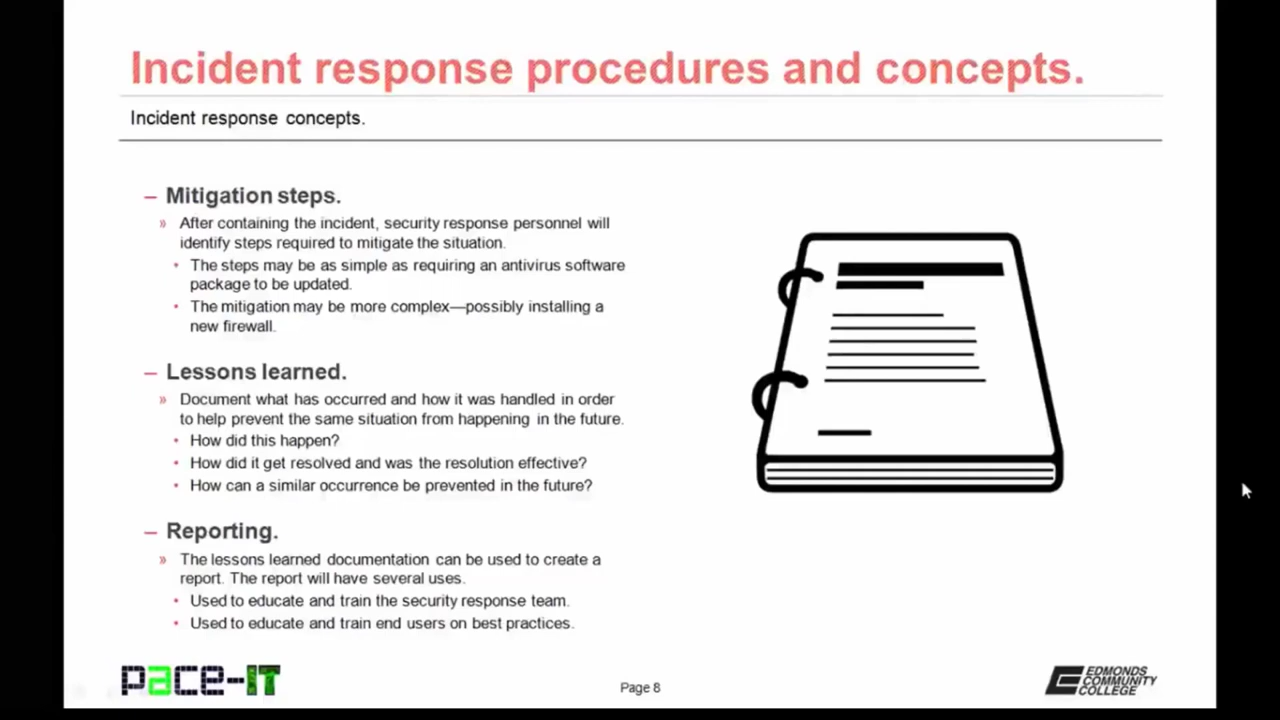 Incident response procedures and concepts.
Incident response concepts.
– Mitigation steps.
» After containing the incident, security response personnel will
identify steps required to mitigate the situation.
• The steps may be as simple as requiring an antivirus software
package to be updated.
• The mitigation may be more complex—possibly installing a
new firewall.
– Lessons learned.
» Document what has occurred and how it was handled in order
to help prevent the same situation from happening in the future.
• How did this happen?
• How did it get resolved and was the resolution effective?
• How can a similar occurrence be prevented in the future?
– Reporting.
» The lessons learned documentation can be used to create a
report. The report will have several uses.
• Used to educate and train the security response team.
• Used to educate and train end users on best practices.
pace-IT
Page 8
EDMONDS
COMMUNITY
COLLEGE